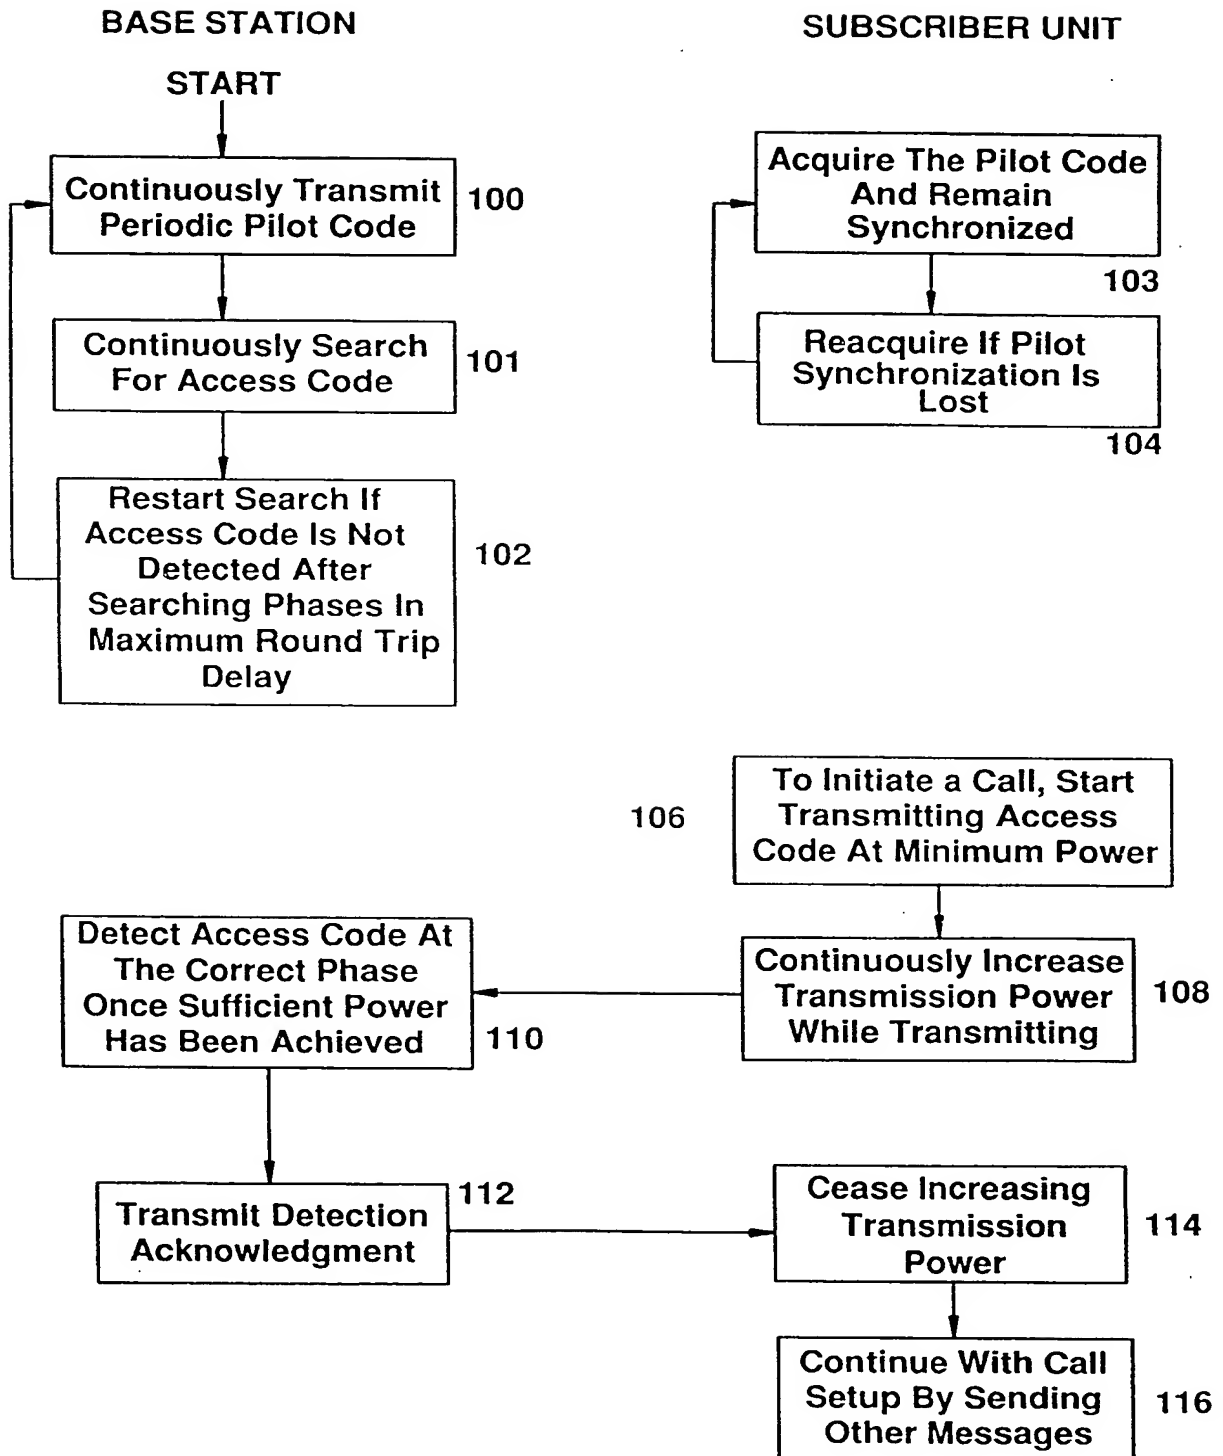 BASE STATION
SUBSCRIBER UNIT
START
Continuously Transmit
Periodic Pilot Code
100
Acquire The Pilot Code
And Remain
Synchronized
103
Continuously Search
For Access Code
101
Reacquire If Pilot
Synchronization Is
Lost
104
Restart Search If
Access Code Is Not
Detected After
Searching Phases In
Maximum Round Trip
Delay
102
To Initiate a Call, Start
Transmitting Access
Code At Minimum Power
106
Continuously Increase
Transmission Power
While Transmitting
108
Detect Access Code At
The Correct Phase
Once Sufficient Power
Has Been Achieved
110
Transmit Detection
Acknowledgment
112
Cease Increasing
Transmission
Power
114
Continue With Call
Setup By Sending
Other Messages
116